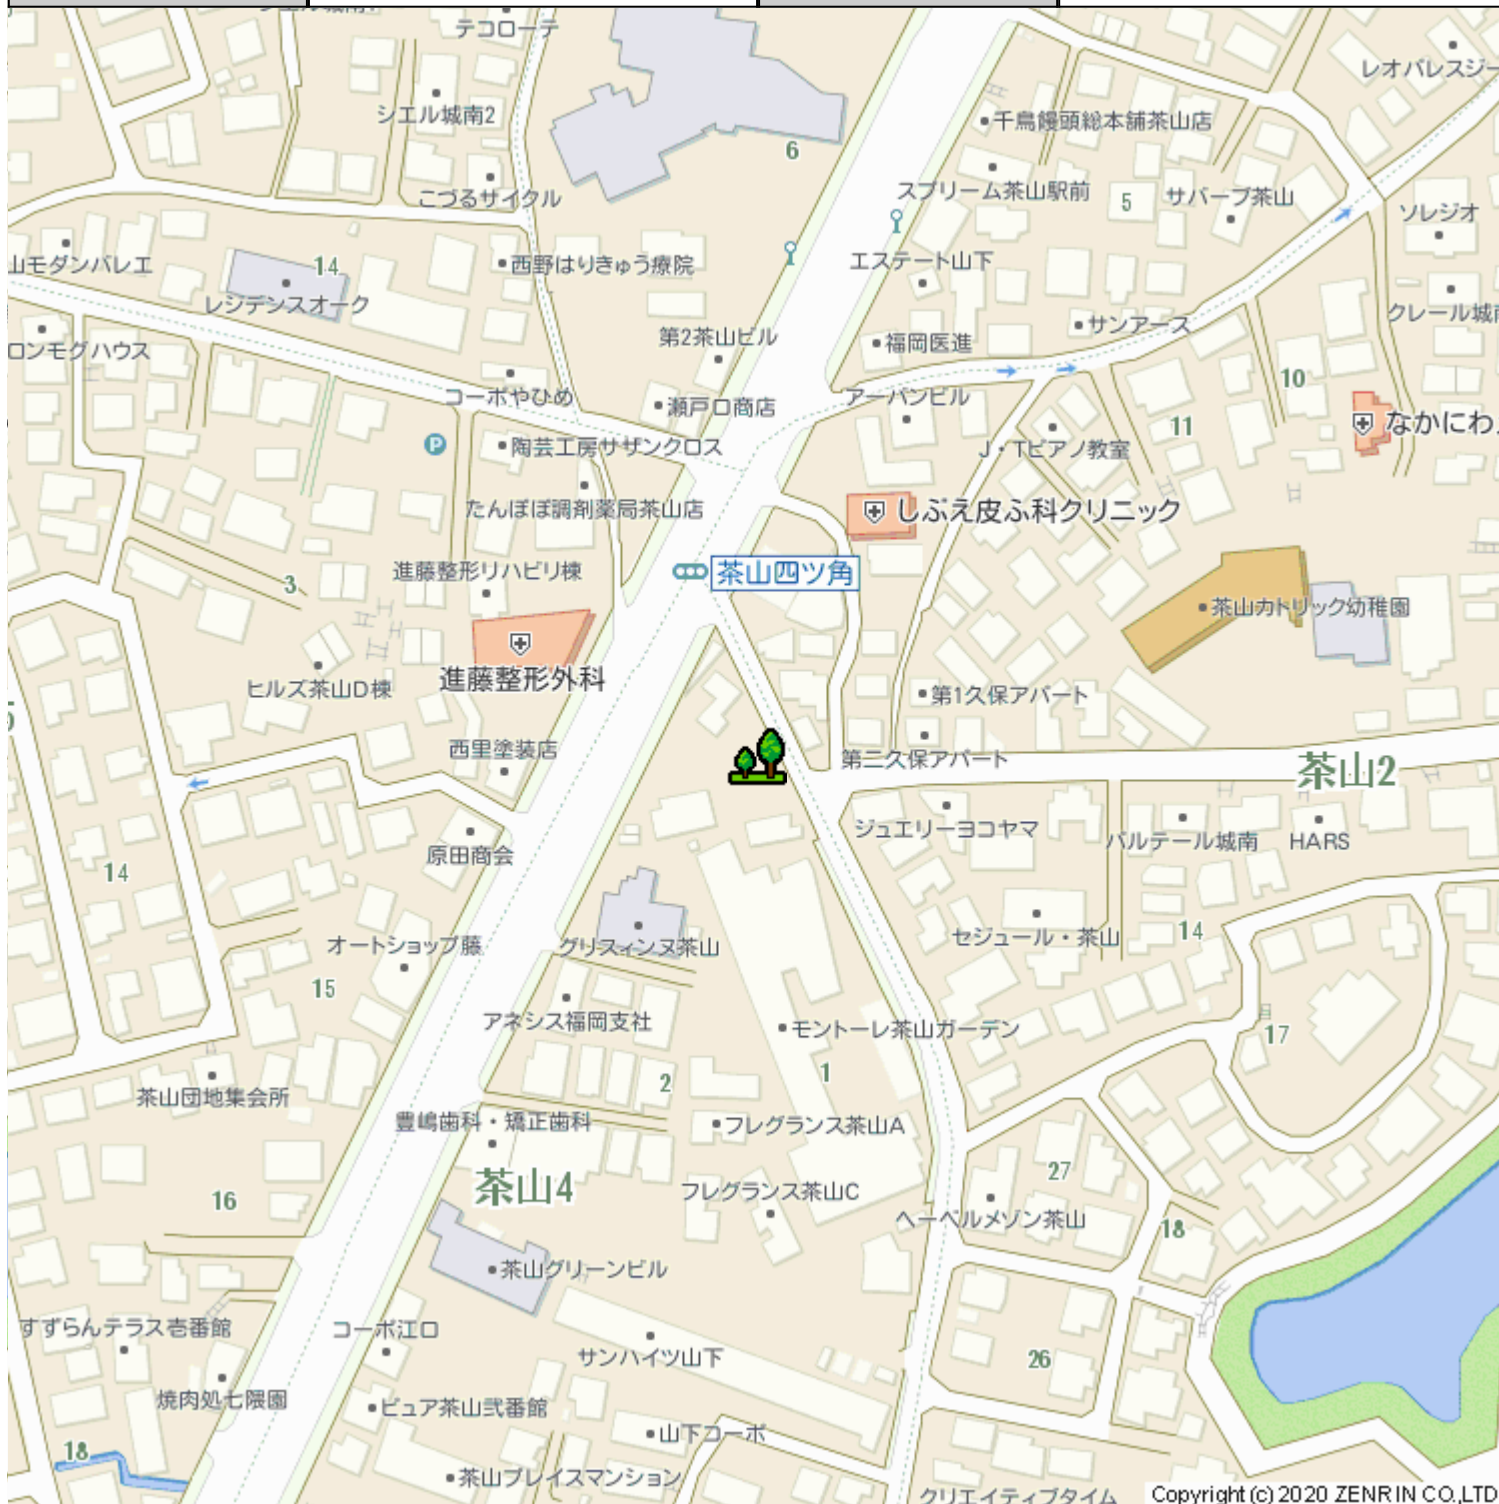 テコローテ
シエル城南2
レオパレスジー
千鳥饅頭総本舗茶山店
6
こづるサイクル
スプリーム茶山駅前
5
サバーブ茶山
ソレジオ
山モダンバレエ
14
西野はりきゅう療院
エステート山下
レジデンスオーク
クレール城南
第2茶山ビル
福岡医進
サンアース
ロンモグハウス
10
コーポやひめ
瀬戸口商店
アーバンビル
なかにわ
P
陶芸工房サザンクロス
J・Tピアノ教室
11
たんぽぽ調剤薬局茶山店
しぶえ皮ふ科クリニック
進藤整形リハビリ棟
茶山四ツ角
3
茶山カトリック幼稚園
進藤整形外科
ヒルズ茶山D棟
第1久保アパート
西里塗装店
第二久保アパート
茶山2
原田商会
ジュエリーヨコヤマ
パルテール城南
HARS
14
オートショップ藤
グリスィンヌ茶山
セジュール・茶山
14
15
アネシス福岡支社
モントーレ茶山ガーデン
17
茶山団地集会所
2
1
豊嶋歯科・矯正歯科
フレグランス茶山A
茶山4
16
フレグランス茶山C
27
ヘーベルメゾン茶山
18
茶山グリーンビル
すずらんテラス壱番館
コーポ江口
サンハイツ山下
26
焼肉処七隈園
ピュア茶山弐番館
山下コーポ
18
茶山プレイスマンション
クリエイティブタイム
Copyright (c) 2020 ZENRIN CO.,LTD